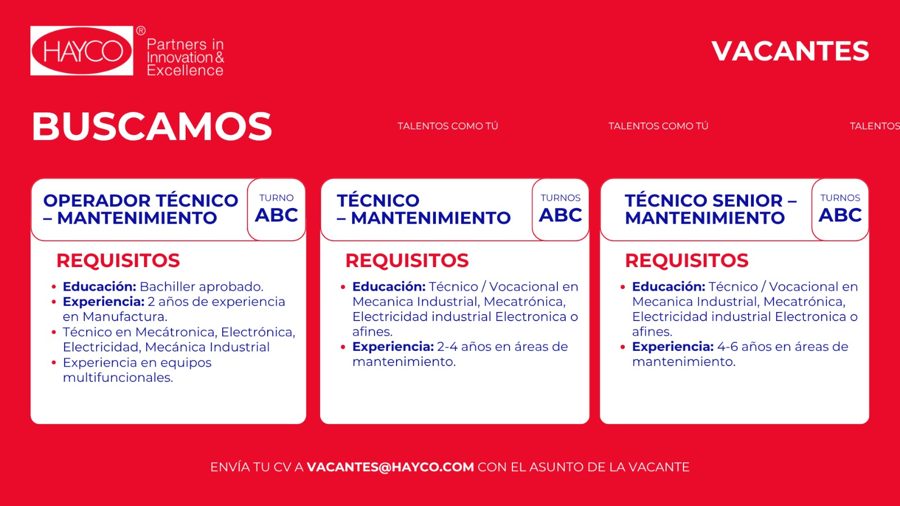 HAYCO®
Partners in
Innovation &
Excellence
VACANTES
BUSCAMOS
TALENTOS COMO TÚ
TALENTOS COMO TÚ
TALENTOS
OPERADOR TÉCNICO
– MANTENIMIENTO
TURNO
ABC
REQUISITOS
• Educación: Bachiller aprobado.
• Experiencia: 2 años de experiencia
en Manufactura.
• Técnico en Mecátronica, Electrónica,
Electricidad, Mecánica Industrial
• Experiencia en equipos
multifuncionales.
TÉCNICO
– MANTENIMIENTO
TURNOS
ABC
REQUISITOS
• Educación: Técnico / Vocacional en
Mecanica Industrial, Mecatrónica,
Electricidad industrial Electronica o
afines.
• Experiencia: 2-4 años en áreas de
mantenimiento.
TÉCNICO SENIOR –
MANTENIMIENTO
TURNOS
ABC
REQUISITOS
• Educación: Técnico / Vocacional en
Mecanica Industrial, Mecatrónica,
Electricidad industrial Electronica o
afines.
• Experiencia: 4-6 años en áreas de
mantenimiento.
ENVÍA TU CV A VACANTES@HAYCO.COM CON EL ASUNTO DE LA VACANTE